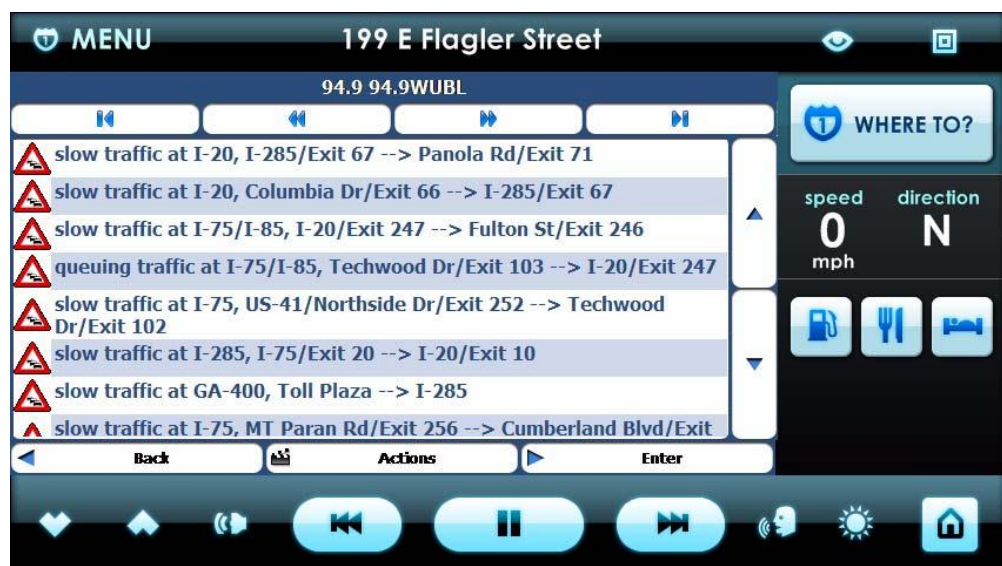 1 MENU
199 E Flagler Street
94.9 94.9WUBL
slow traffic at I-20, I-285/Exit 67 --> Panola Rd/Exit 71
slow traffic at I-20, Columbia Dr/Exit 66 --> I-285/Exit 67
slow traffic at I-75/I-85, I-20/Exit 247 --> Fulton St/Exit 246
queuing traffic at I-75/I-85, Techwood Dr/Exit 103 --> I-20/Exit 247
slow traffic at I-75, US-41/Northside Dr/Exit 252 --> Techwood
Dr/Exit 102
slow traffic at I-285, I-75/Exit 20 --> I-20/Exit 10
slow traffic at GA-400, Toll Plaza --> I-285
slow traffic at I-75, MT Paran Rd/Exit 256 --> Cumberland Blvd/Exit
Back
Actions
Enter
1 WHERE TO?
speed direction
0 N
mph